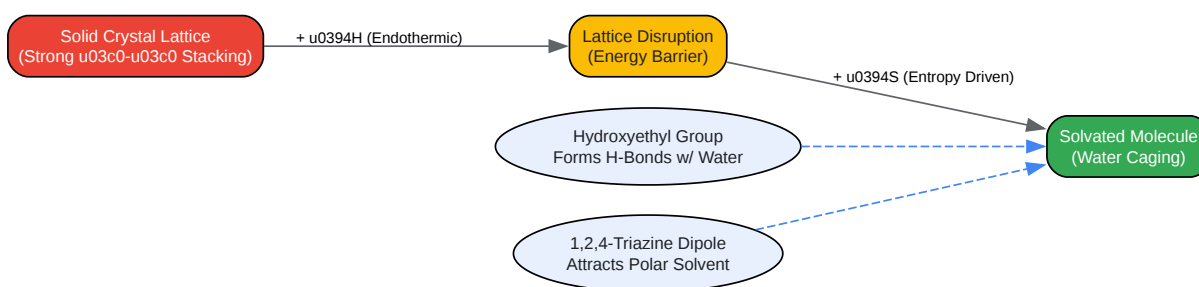 Solid Crystal Lattice
(Strong u03c0-u03c0 Stacking)
+ u0394H (Endothermic)
Lattice Disruption
(Energy Barrier)
+ u0394S (Entropy Driven)
Hydroxyethyl Group
Forms H-Bonds w/ Water
Solvated Molecule
(Water Caging)
1,2,4-Triazine Dipole
Attracts Polar Solvent